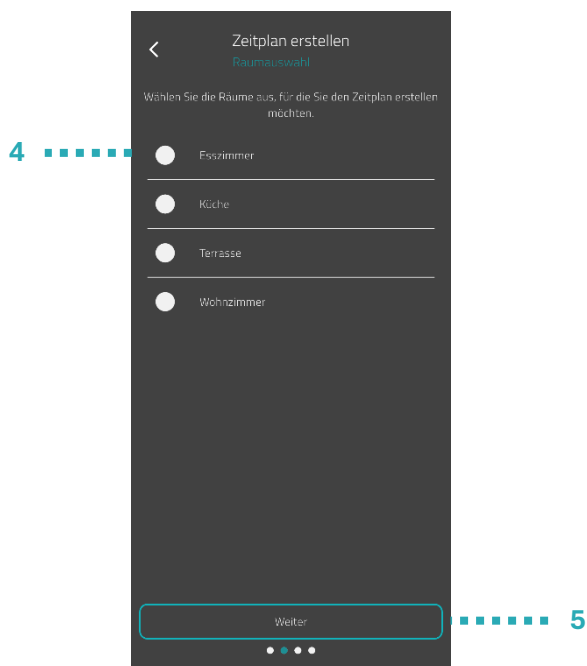 Zeitplan erstellen
Raumauswahl
Wählen Sie die Räume aus, für die Sie den Zeitplan erstellen
möchten.
4
Esszimmer
Küche
Terrasse
Wohnzimmer
Weiter
5